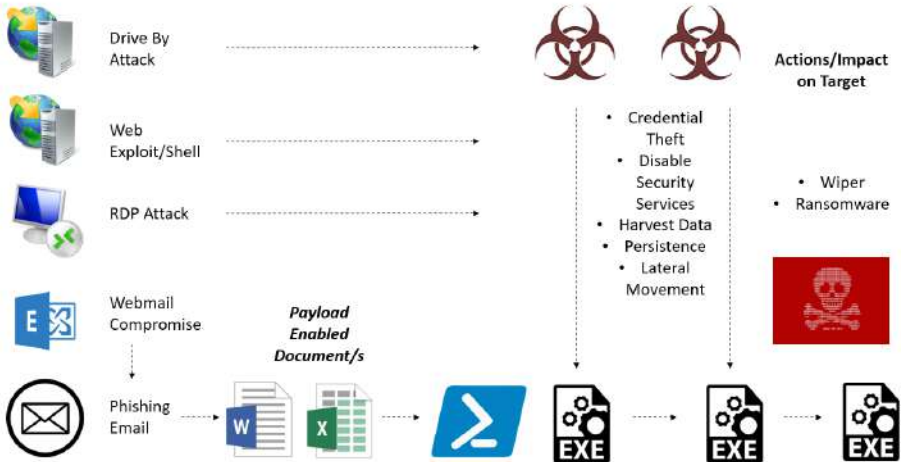 Drive By
Attack
Web
Exploit/Shell
RDP Attack
Webmail
Compromise
Phishing
Email
Payload
Enabled
Document/s
E
W
X
• Credential
Theft
• Disable
Security
Services
• Harvest Data
• Persistence
• Lateral
Movement
Actions/Impact
on Target
• Wiper
• Ransomware
EXE
EXE
EXE